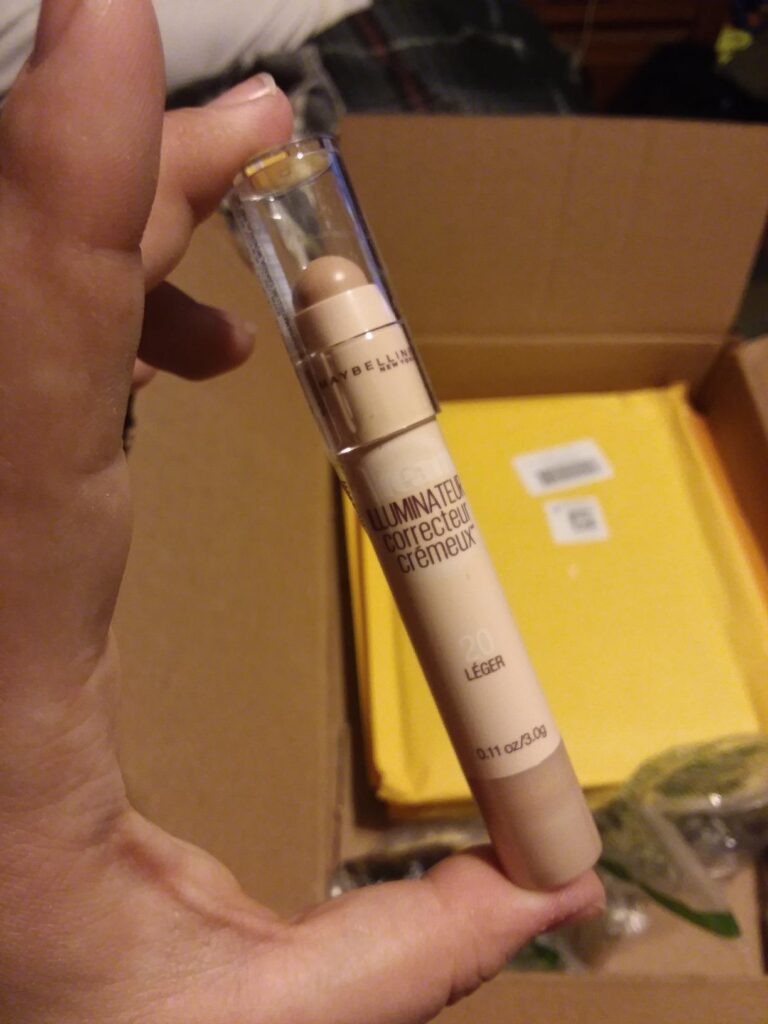 MAYBELLINE
NEW YORK
ILLUMINATEUR
correcteur
crémeux
20
LÉGER
0.11 oz/3.0g